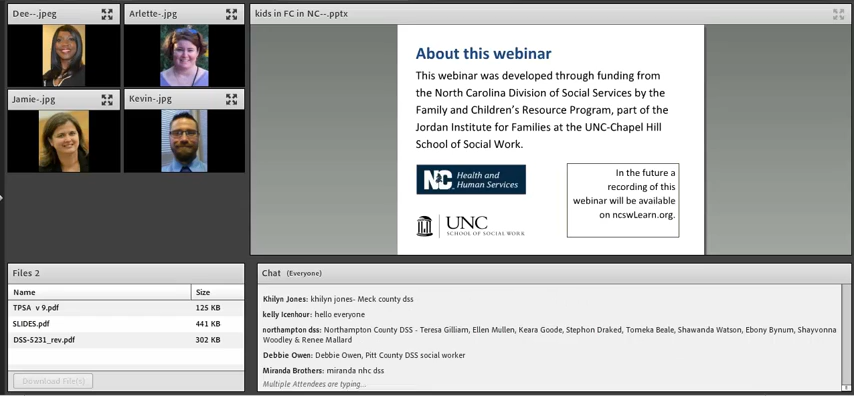 Dee--.jpeg
Arlette-.jpg
kids in FC in NC--.pptx
Jamie-.jpg
Kevin-.jpg
About this webinar
This webinar was developed through funding from
the North Carolina Division of Social Services by the
Family and Children's Resource Program, part of the
Jordan Institute for Families at the UNC-Chapel Hill
School of Social Work.
NC Health and
Human Services
UNC
SCHOOL OF SOCIAL WORK
In the future a
recording of this
webinar will be available
on ncswLearn.org.
Files 2
Name Size
TPSA v 9.pdf 125 KB
SLIDES.pdf 441 KB
DSS-5231_rev.pdf 302 KB
Download File(s)
Chat (Everyone)
Khilyn Jones: khilyn jones- Meck county dss
kelly Icenhour: hello everyone
northampton dss: Northampton County DSS - Teresa Gilliam, Ellen Mullen, Keara Goode, Stephon Draked, Tomeka Beale, Shawanda Watson, Ebony Bynum, Shayvonna
Woodley & Renee Mallard
Debbie Owen: Debbie Owen, Pitt County DSS social worker
Miranda Brothers: miranda nhc dss
Multiple Attendees are typing...